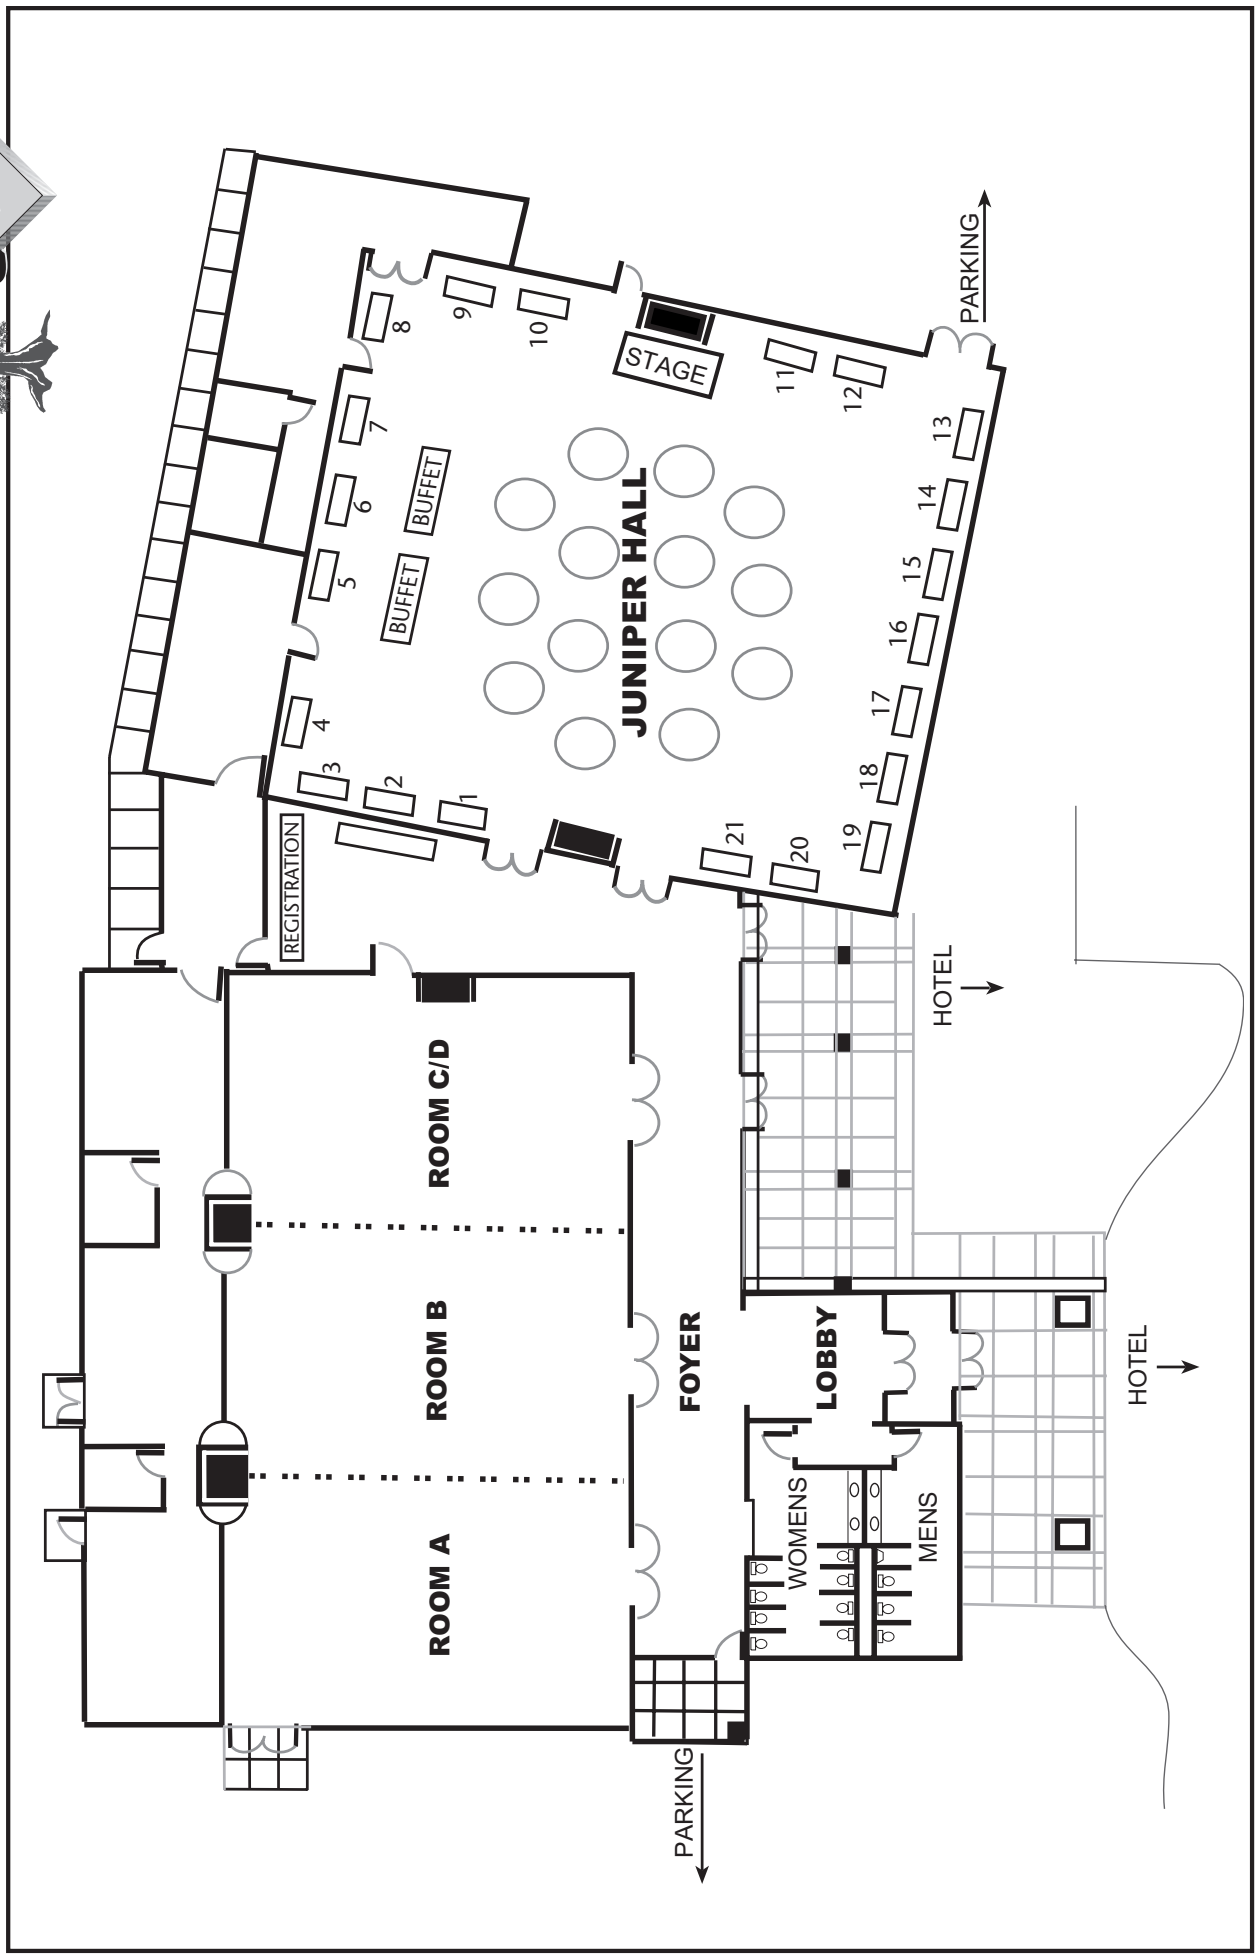 PARKING
JUNIPER HALL
STAGE
BUFFET
BUFFET
1
2
3
4
5
6
7
8
9
10
11
12
13
14
15
16
17
18
19
20
21
REGISTRATION
ROOM C/D
ROOM B
ROOM A
FOYER
LOBBY
WOMENS
MENS
HOTEL
HOTEL
PARKING